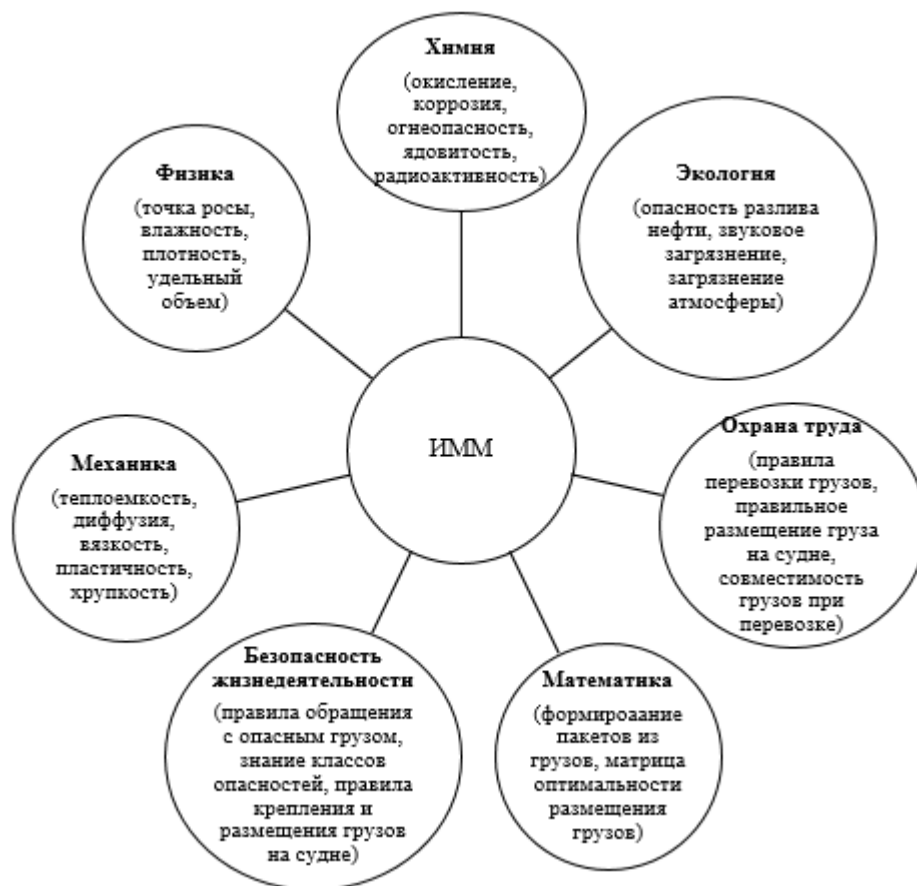 Химия
(окисление,
коррозия,
огнеопасность,
ядовитость,
радиоактивность)
Физика
(точка росы,
влажность,
плотность,
удельный
объем)
Экология
(опасность разлива
нефти, звуковое
загрязнение,
загрязнение
атмосферы)
ИММ
Механика
(теплоемкость,
диффузия,
вязкость,
пластичность,
хрупкость)
Охрана труда
(правила
перевозки грузов,
правильное
размещение груза
на судне,
совместимость
грузов при
перевозке)
Безопасность
жизнедеятельности
(правила обращения
с опасным грузом,
знание классов
опасностей, правила
крепления и
размещения грузов
на судне)
Математика
(формироаание
пакетов из
грузов, матрица
оптимальности
размещения
грузов)